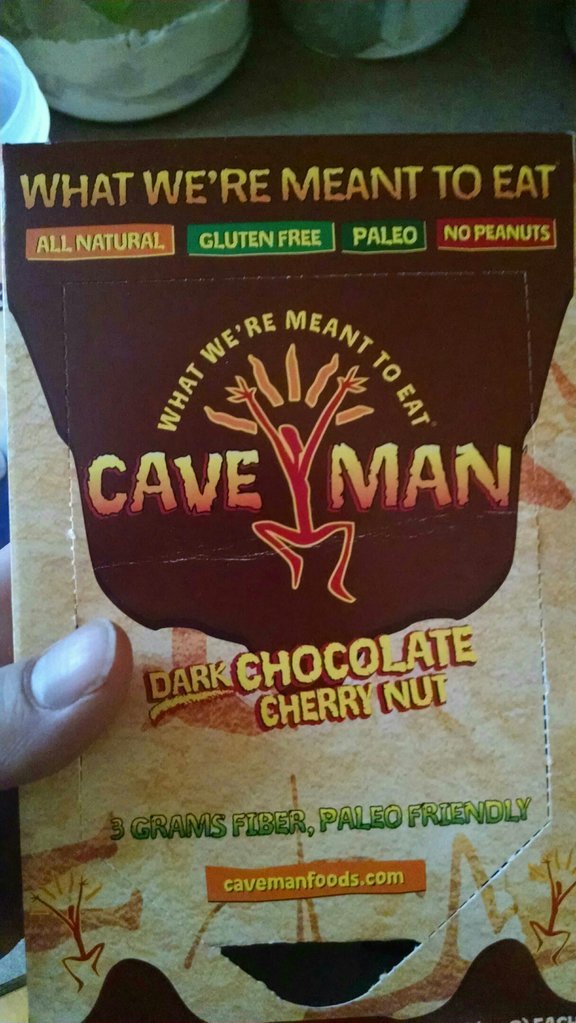 WHAT WE'RE MEANT TO EAT
ALL NATURAL GLUTEN FREE PALEO NO PEANUTS
WHAT WE'RE MEANT TO EAT
CAVE MAN
DARK CHOCOLATE
CHERRY NUT
3 GRAMS FIBER, PALEO FRIENDLY
cavemanfoods.com